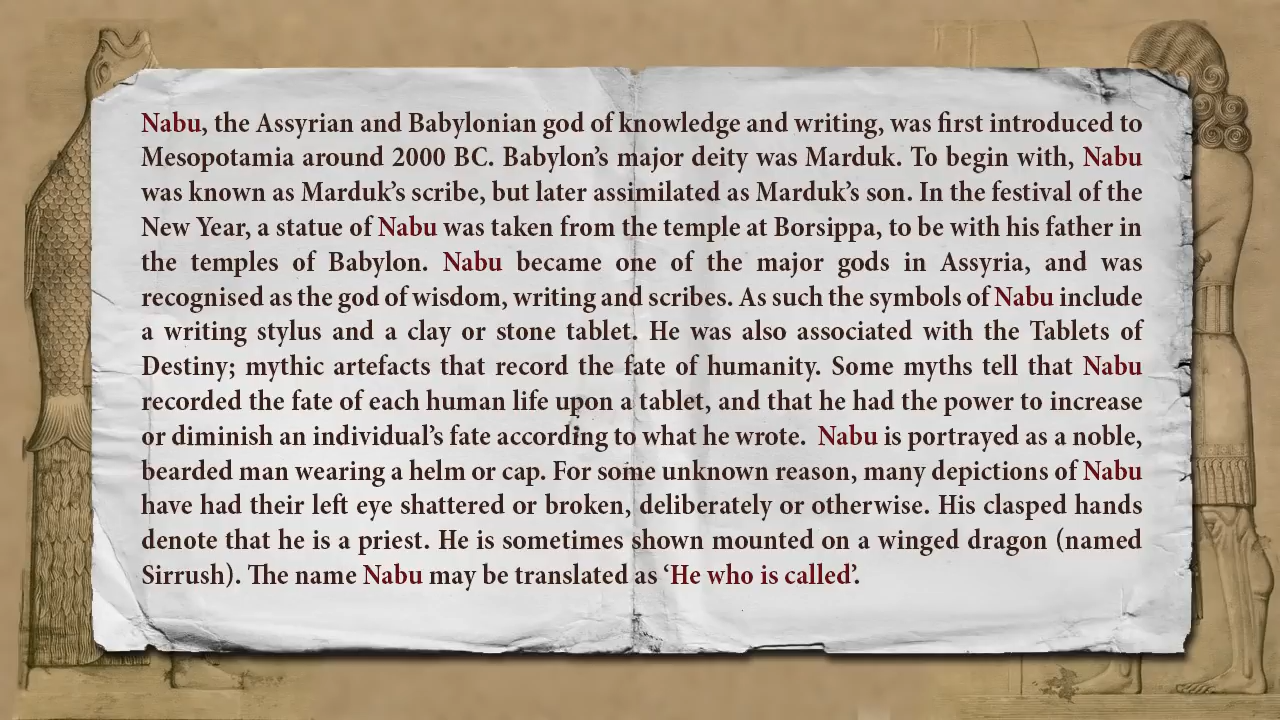 Nabu, the Assyrian and Babylonian god of knowledge and writing, was first introduced to
Mesopotamia around 2000 BC. Babylon’s major deity was Marduk. To begin with, Nabu
was known as Marduk’s scribe, but later assimilated as Marduk’s son. In the festival of the
New Year, a statue of Nabu was taken from the temple at Borsippa, to be with his father in
the temples of Babylon. Nabu became one of the major gods in Assyria, and was
recognised as the god of wisdom, writing and scribes. As such the symbols of Nabu include
a writing stylus and a clay or stone tablet. He was also associated with the Tablets of
Destiny; mythic artefacts that record the fate of humanity. Some myths tell that Nabu
recorded the fate of each human life upon a tablet, and that he had the power to increase
or diminish an individual’s fate according to what he wrote.  Nabu is portrayed as a noble,
bearded man wearing a helm or cap. For some unknown reason, many depictions of Nabu
have had their left eye shattered or broken, deliberately or otherwise. His clasped hands
denote that he is a priest. He is sometimes shown mounted on a winged dragon (named
Sirrush). The name Nabu may be translated as ‘He who is called’.